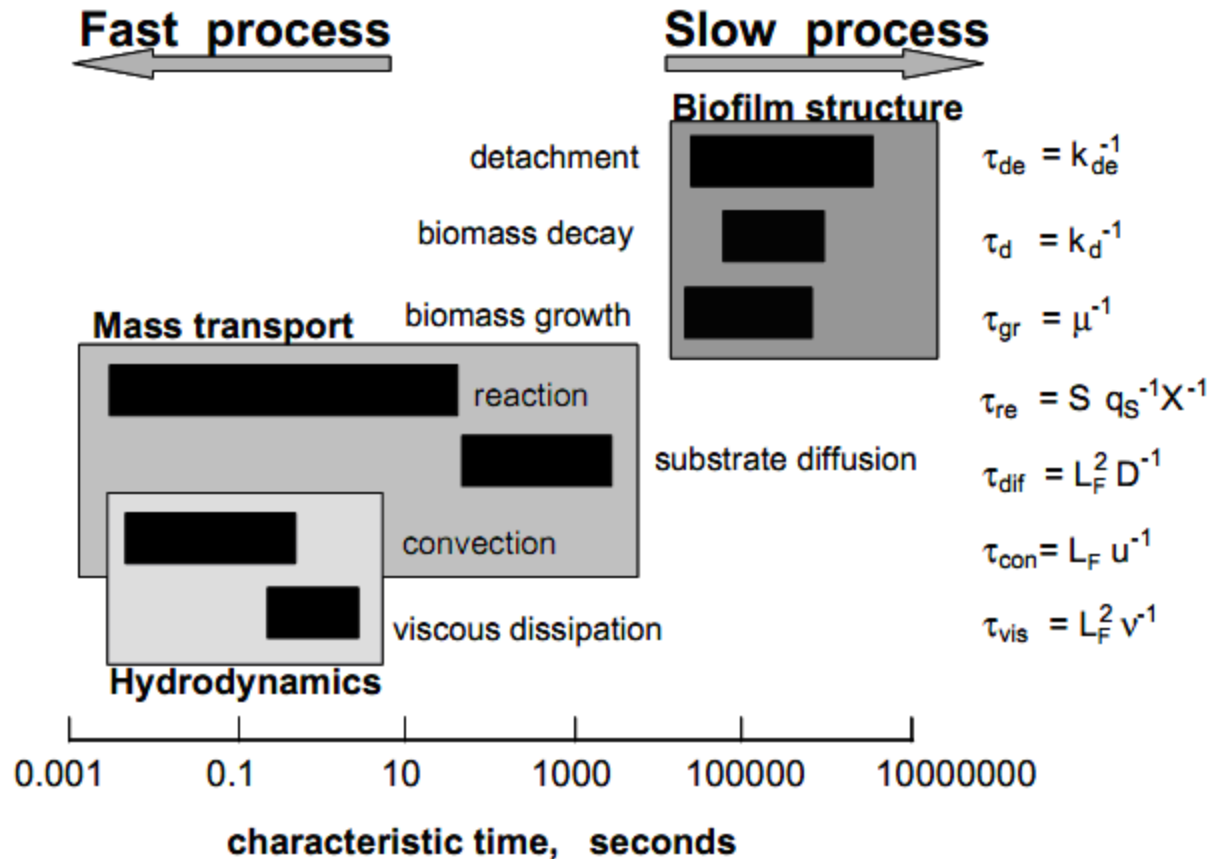 Fast process
Slow process
Biofilm structure
detachment
τde = kde⁻¹
biomass decay
τd = kd⁻¹
Mass transport
biomass growth
τgr = μ⁻¹
reaction
τre = S qS⁻¹X⁻¹
substrate diffusion
τdif = LF² D⁻¹
convection
τcon= LF u⁻¹
viscous dissipation
τvis = LF² ν⁻¹
Hydrodynamics
0.001 0.1 10 1000 100000 10000000
characteristic time, seconds